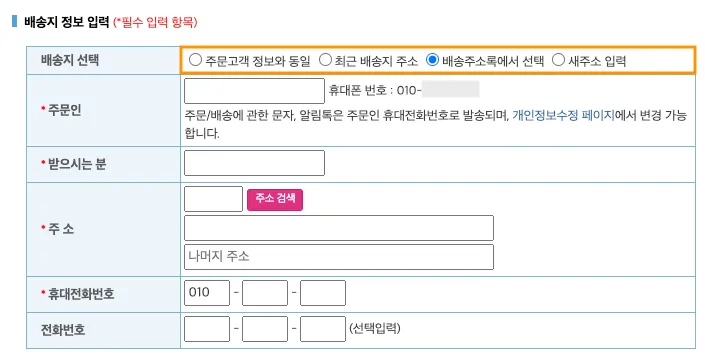 배송지 정보 입력 (*필수 입력 항목)
배송지 선택 주문고객 정보와 동일 최근 배송지 주소 배송주소록에서 선택 새주소 입력
* 주문인 휴대폰 번호 : 010-
주문/배송에 관한 문자, 알림톡은 주문인 휴대전화번호로 발송되며, 개인정보수정 페이지에서 변경 가능
합니다.
* 받으시는 분
* 주 소 주소 검색
나머지 주소
* 휴대전화번호 010 - -
전화번호 - - (선택입력)